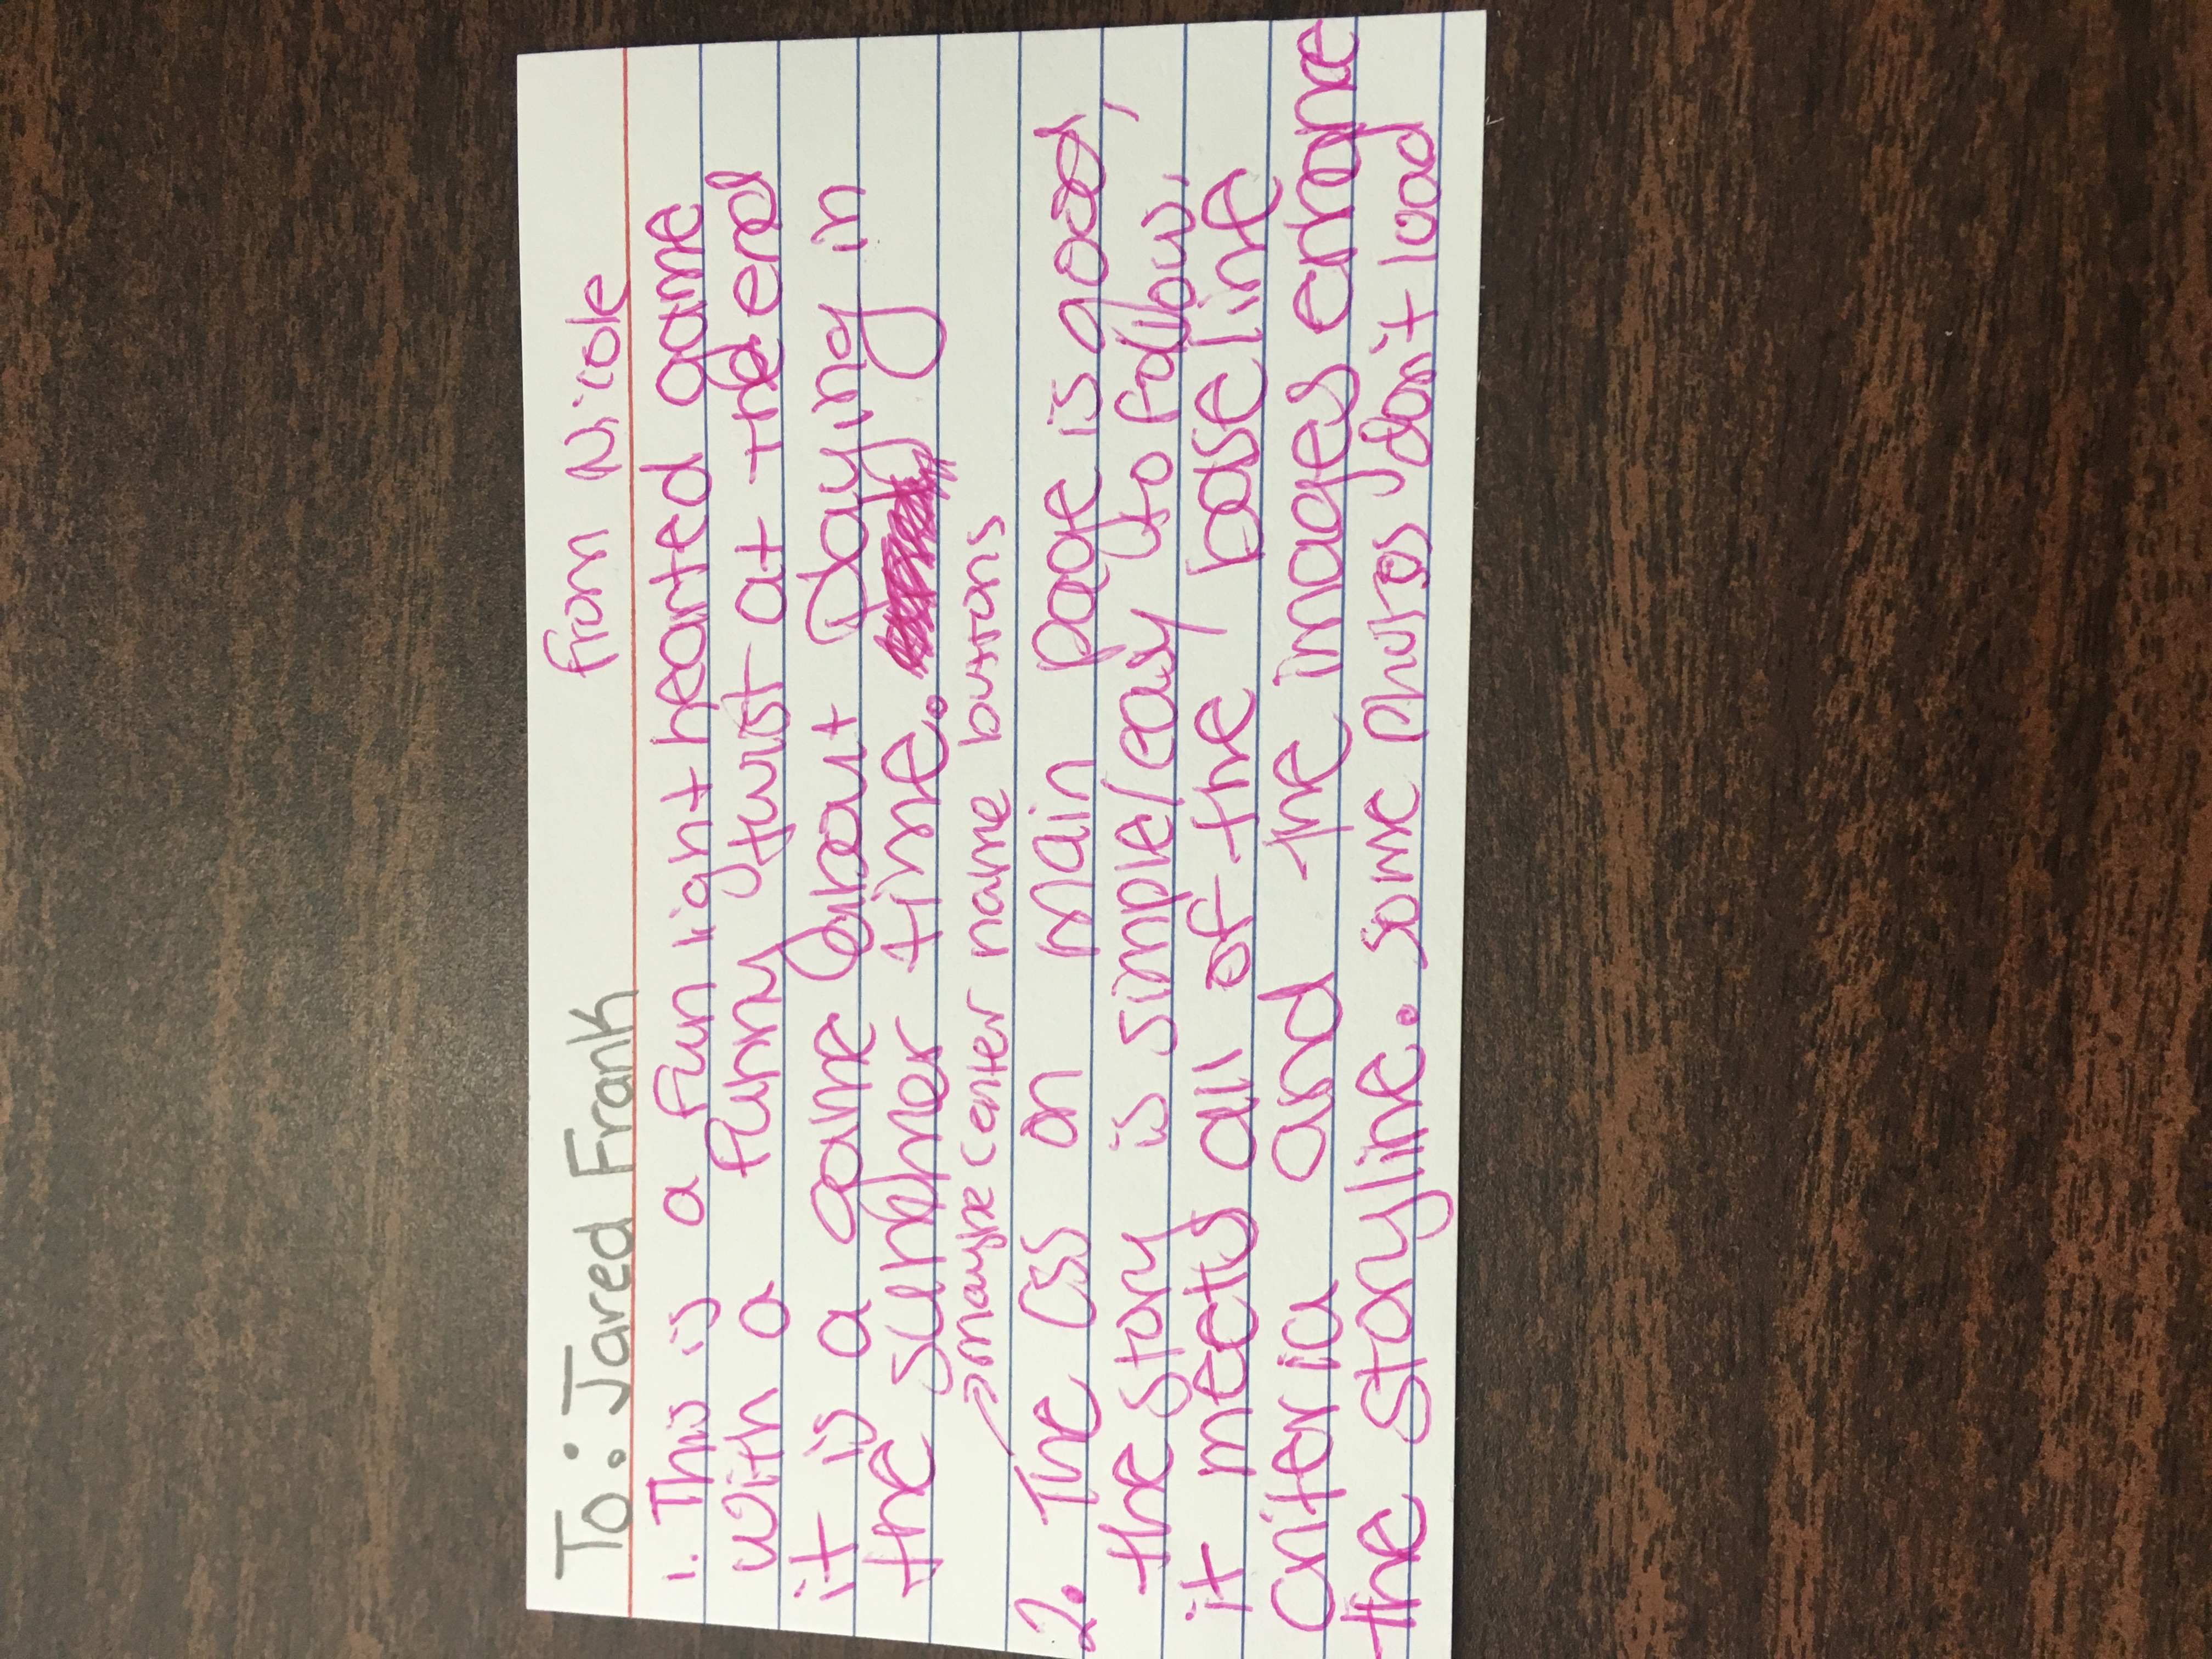 To: Jared Frank from Nicole
1. This is a fun light hearted game
with a funny twist at the end
it is a game about playing in
the summer time.
→ maybe center name buttons
2. The CSS on main page is good,
the story is simple/easy to follow,
it meets all of the baseline
criteria and the images enhance
the storyline. some photos don't load